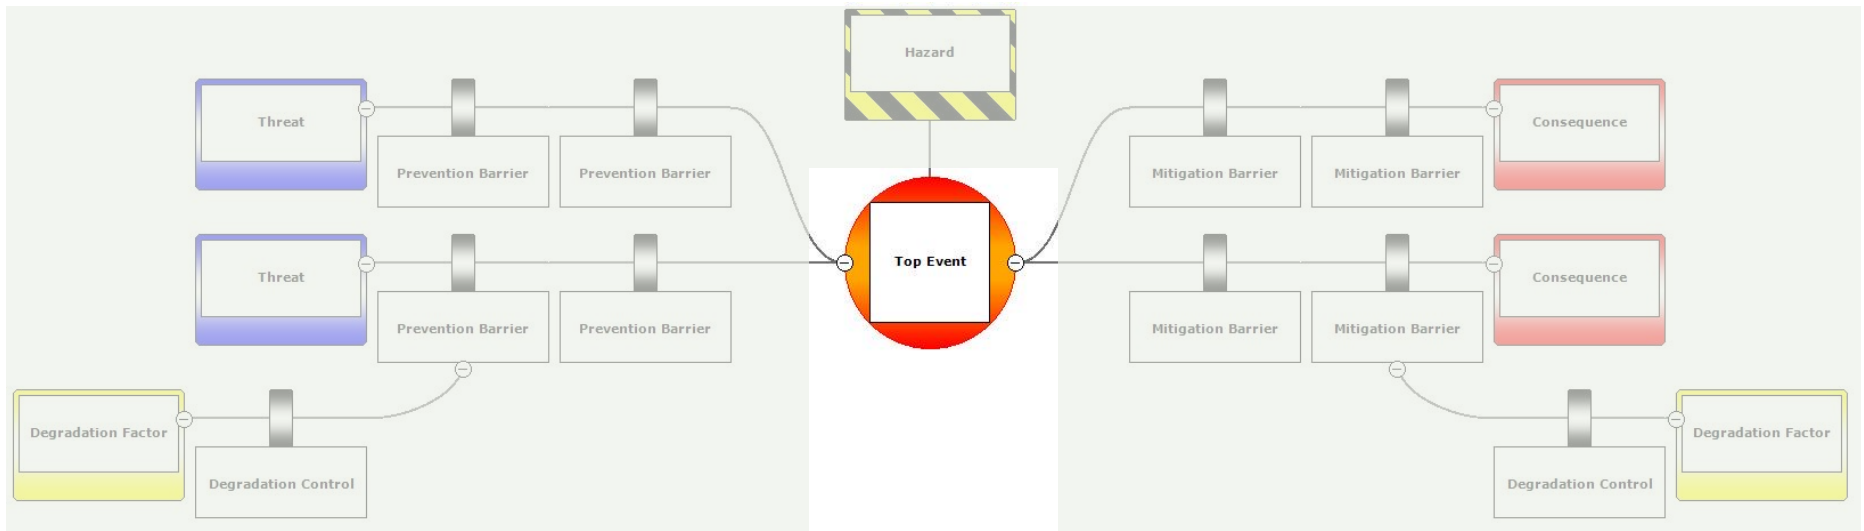 Hazard
Threat
Consequence
Prevention Barrier
Prevention Barrier
Mitigation Barrier
Mitigation Barrier
Threat
Top Event
Consequence
Prevention Barrier
Prevention Barrier
Mitigation Barrier
Mitigation Barrier
Degradation Factor
Degradation Factor
Degradation Control
Degradation Control